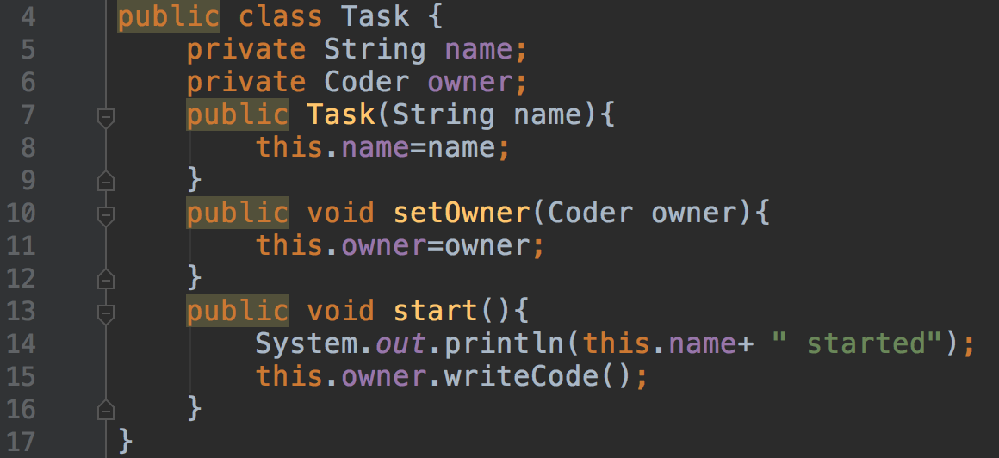 4 public class Task {
5     private String name;
6     private Coder owner;
7     public Task(String name){
8         this.name=name;
9     }
10     public void setOwner(Coder owner){
11         this.owner=owner;
12     }
13     public void start(){
14         System.out.println(this.name+ " started");
15         this.owner.writeCode();
16     }
17 }